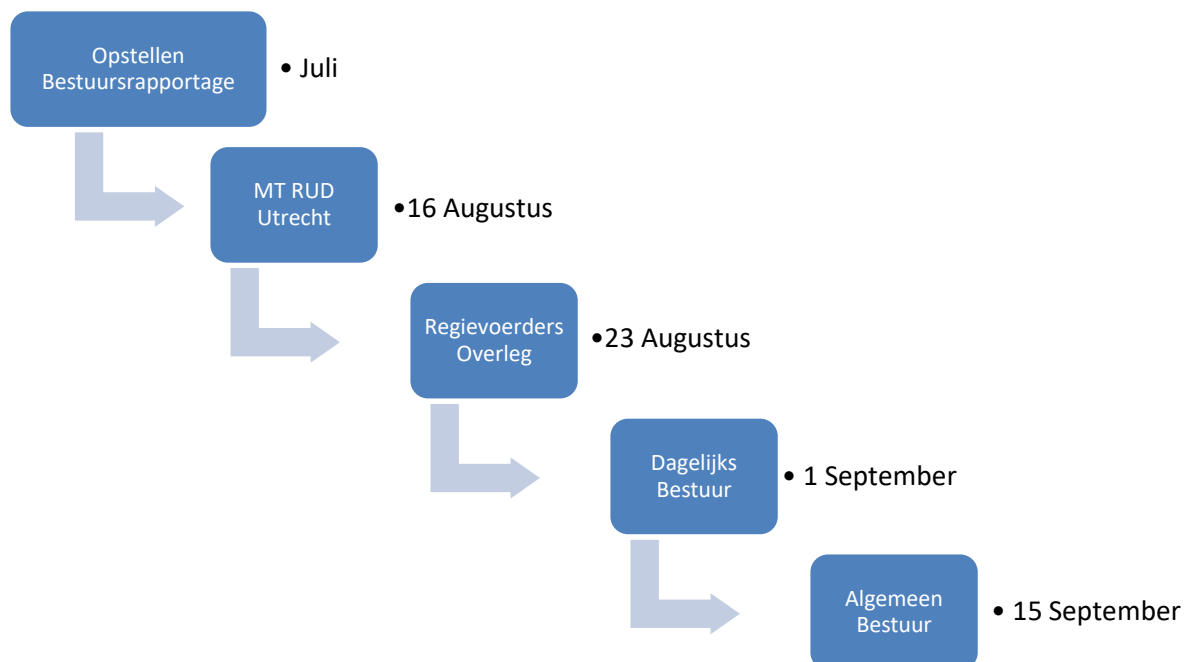 Opstellen
Bestuursrapportage
• Juli
MT RUD
Utrecht
•16 Augustus
Regievoerders
Overleg
•23 Augustus
Dagelijks
Bestuur
• 1 September
Algemeen
Bestuur
• 15 September